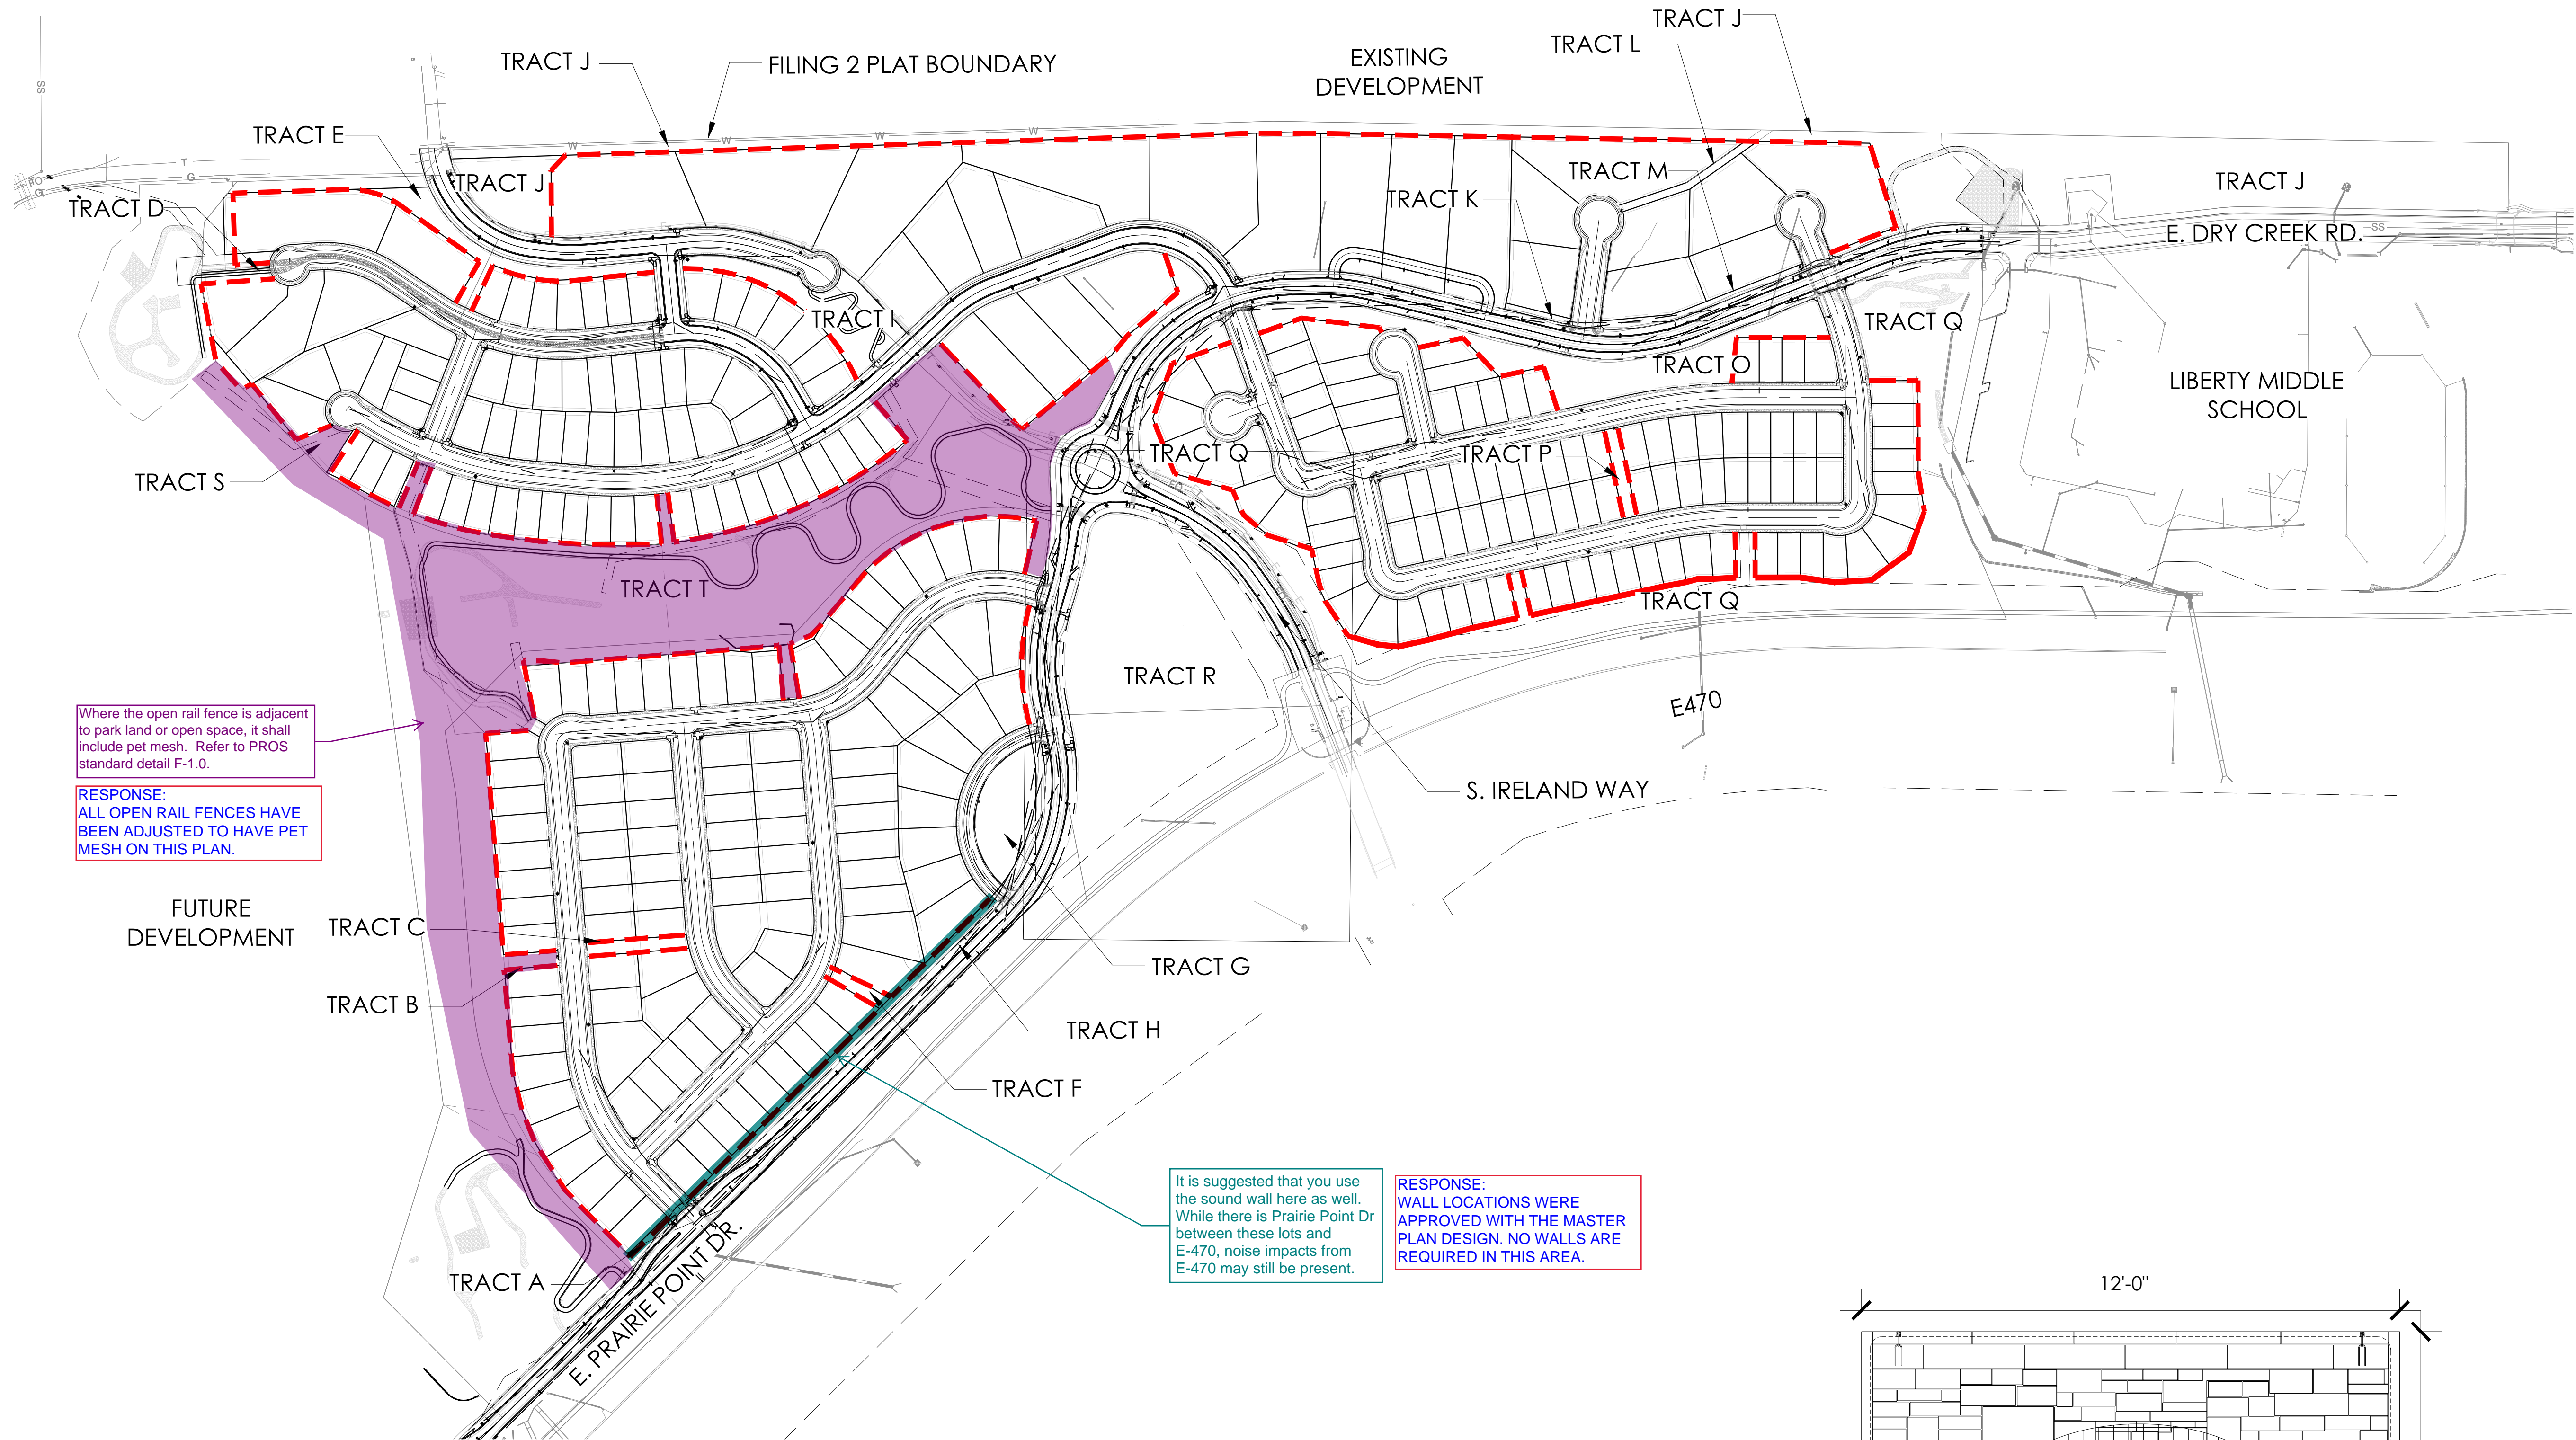 TRACT J
TRACT L
EXISTING
DEVELOPMENT
TRACT J
FILING 2 PLAT BOUNDARY
SS
TRACT E
W
W
W
W
T
G
TRACT J
TRACT M
TRACT K
TRACT J
TRACT D
E. DRY CREEK RD.
SS
TRACT I
TRACT Q
TRACT O
LIBERTY MIDDLE
SCHOOL
TRACT S
TRACT Q
TRACT P
TRACT T
TRACT Q
TRACT R
E470
Where the open rail fence is adjacent
to park land or open space, it shall
include pet mesh.  Refer to PROS
standard detail F-1.0.
RESPONSE:
ALL OPEN RAIL FENCES HAVE
BEEN ADJUSTED TO HAVE PET
MESH ON THIS PLAN.
S. IRELAND WAY
FUTURE
DEVELOPMENT
TRACT C
TRACT G
TRACT B
TRACT H
TRACT F
It is suggested that you use
the sound wall here as well.
While there is Prairie Point Dr
between these lots and
E-470, noise impacts from
E-470 may still be present.
RESPONSE:
WALL LOCATIONS WERE
APPROVED WITH THE MASTER
PLAN DESIGN. NO WALLS ARE
REQUIRED IN THIS AREA.
TRACT A
E. PRAIRIE POINT DR.
12'-0"